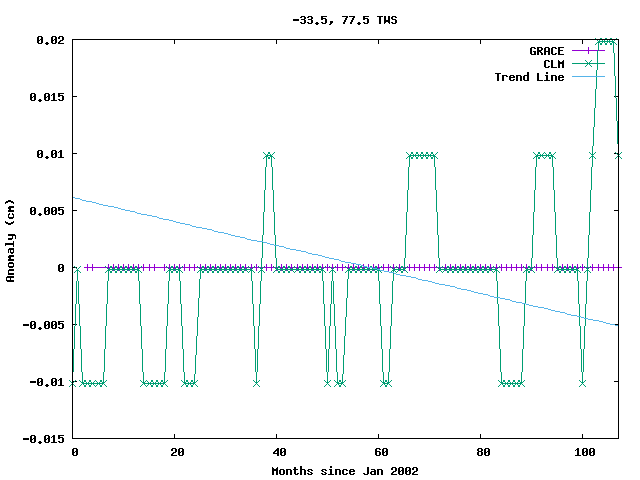 -33.5, 77.5 TWS
GRACE
CLM
Trend Line
0.02
0.015
0.01
0.005
0
-0.005
-0.01
-0.015
Anomaly (cm)
0 20 40 60 80 100
Months since Jan 2002